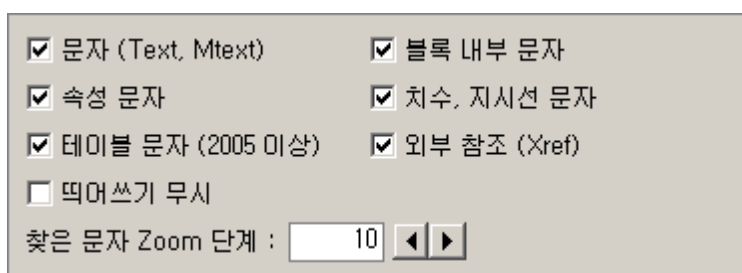 문자 (Text, Mtext) 블록 내부 문자
속성 문자 치수, 지시선 문자
테이블 문자 (2005 이상) 외부 참조 (Xref)
띄어쓰기 무시
찾은 문자 Zoom 단계 : 10